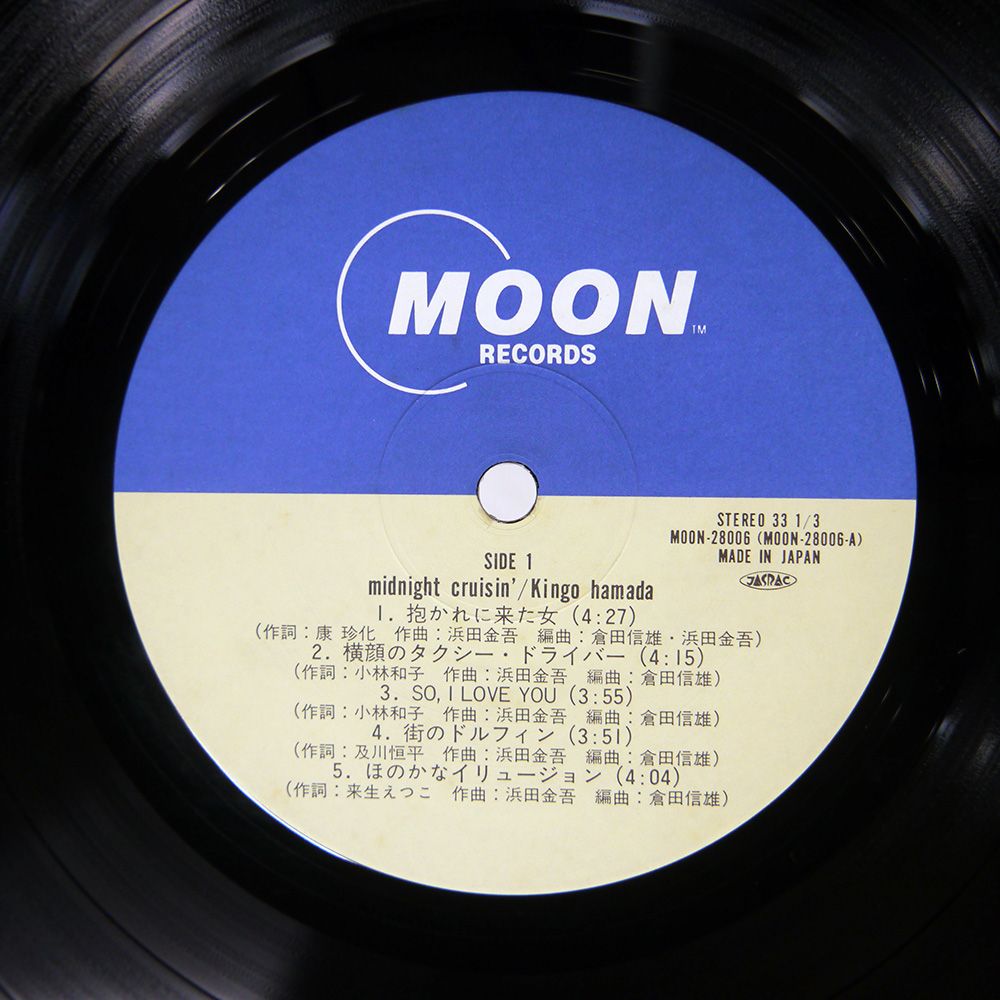 MOON TM
RECORDS
STEREO 33 1/3
MOON-28006 (MOON-28006-A)
MADE IN JAPAN
JASRAC
SIDE 1
midnight cruisin'/Kingo hamada
1. 抱かれに来た女 (4:27)
(作詞:康 珍化 作曲:浜田金吾 編曲:倉田信雄・浜田金吾)
2. 横顔のタクシー・ドライバー (4:15)
(作詞:小林和子 作曲:浜田金吾 編曲:倉田信雄)
3. SO, I LOVE YOU (3:55)
(作詞:小林和子 作曲:浜田金吾 編曲:倉田信雄)
4. 街のドルフィン (3:51)
(作詞:及川恒平 作曲:浜田金吾 編曲:倉田信雄)
5. ほのかなイリュージョン (4:04)
(作詞:来生えつこ 作曲:浜田金吾 編曲:倉田信雄)